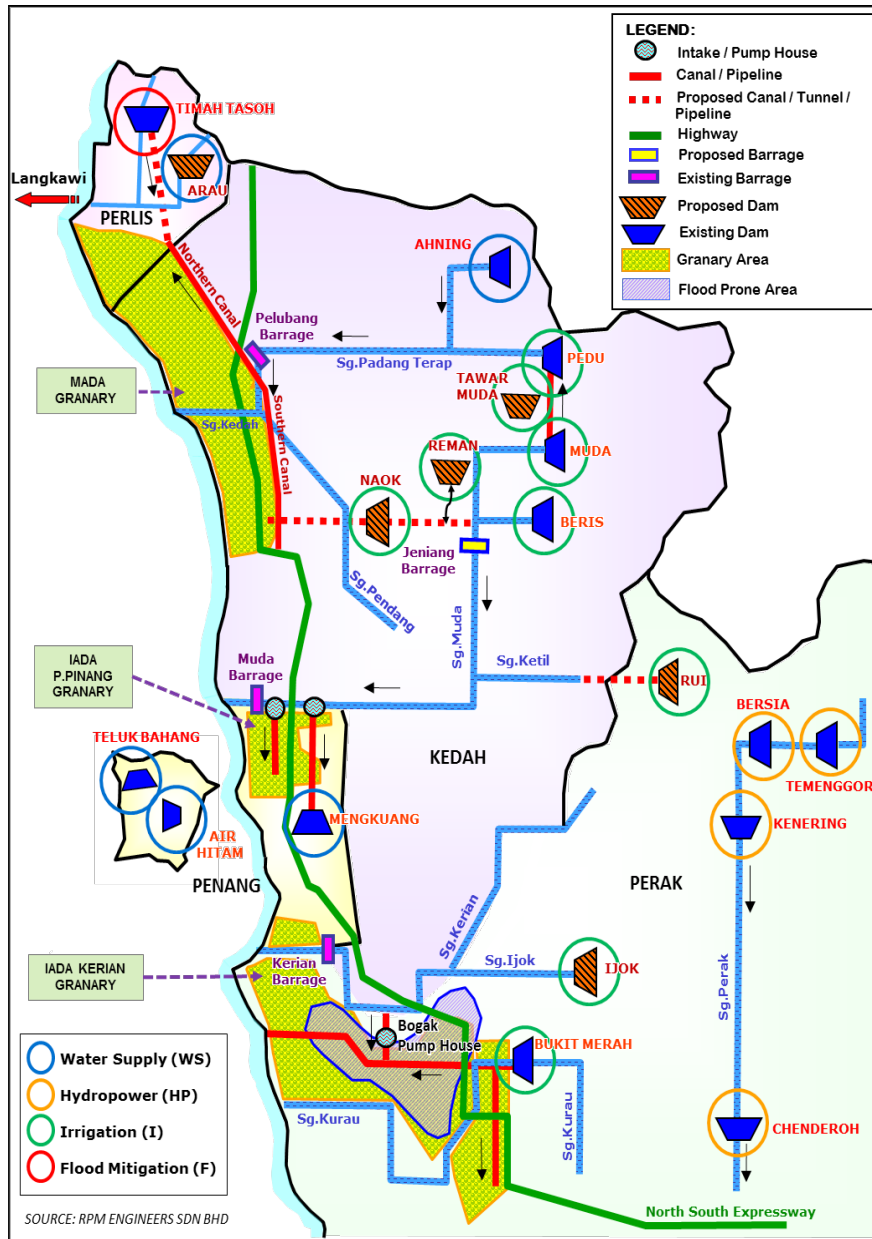 LEGEND:
Intake / Pump House
Canal / Pipeline
Proposed Canal / Tunnel /
Pipeline
Highway
Proposed Barrage
Existing Barrage
Proposed Dam
Existing Dam
Granary Area
Flood Prone Area
TIMAH TASOH
Langkawi
ARAU
PERLIS
AHNING
Northern Canal
Pelubang
Barrage
Sg.Padang Terap
PEDU
TAWAR
MUDA
MADA
GRANARY
Sg.Kedah
Southern Canal
REMAN
MUDA
NAOK
BERIS
Jeniang
Barrage
Sg.Pendang
Sg.Muda
Sg.Ketil
IADA
P.PINANG
GRANARY
Muda
Barrage
RUI
BERSIA
TELUK BAHANG
KEDAH
TEMENGGOR
MENGKUANG
KENERING
AIR
HITAM
PENANG
PERAK
Sg.Kerian
Sg.Perak
IADA KERIAN
GRANARY
Kerian
Barrage
Sg.Ijok
IJOK
Bogak
Pump House
BUKIT MERAH
Water Supply (WS)
Hydropower (HP)
Irrigation (I)
Flood Mitigation (F)
Sg.Kurau
Sg.Kurau
CHENDEROH
North South Expressway
SOURCE: RPM ENGINEERS SDN BHD